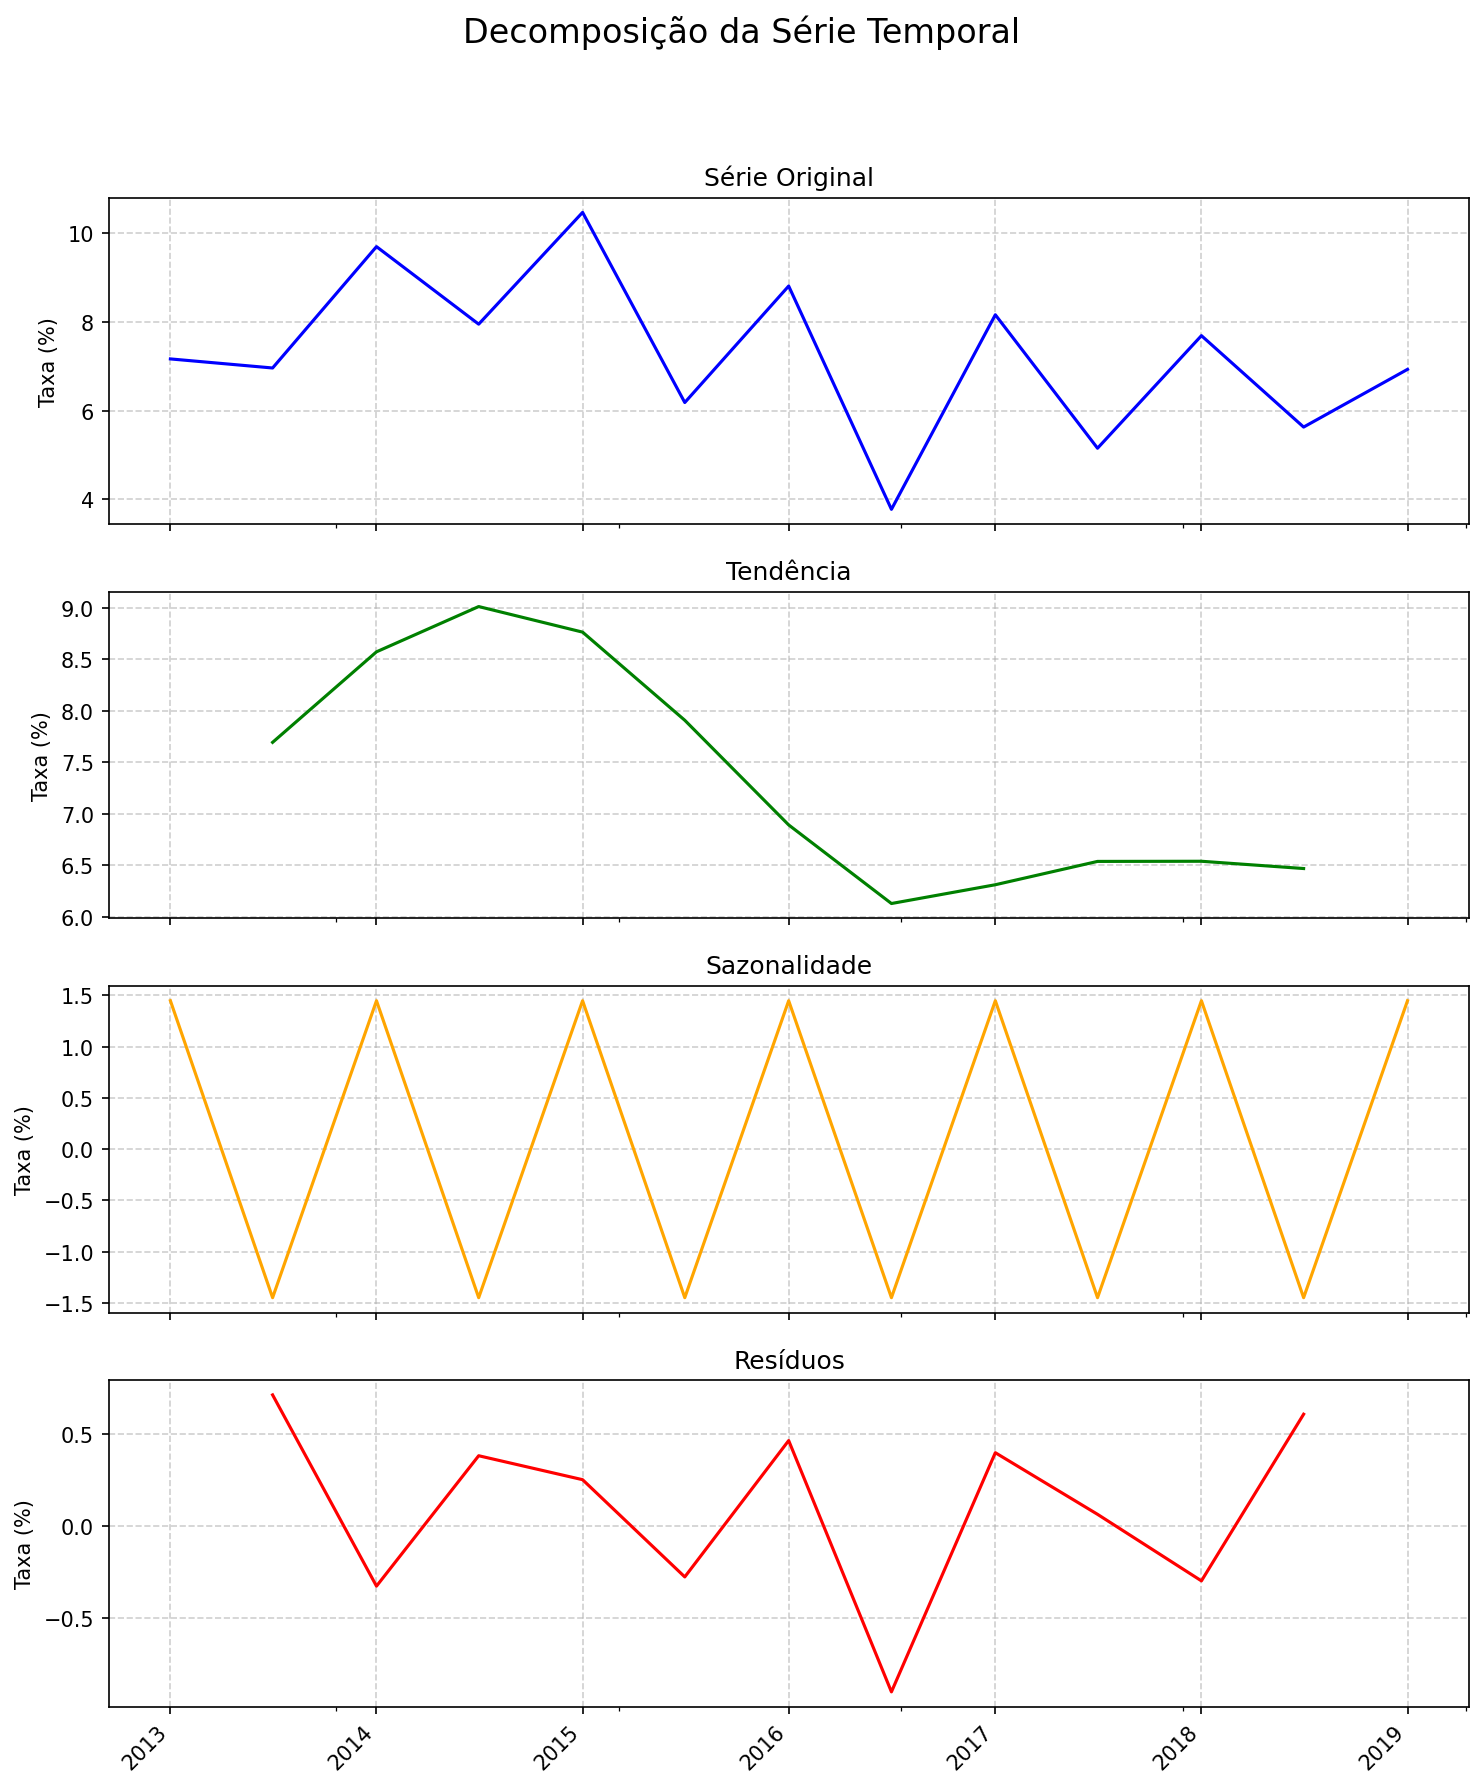 Decomposição da Série Temporal
Série Original
Taxa (%)
10
8
6
4
Tendência
Taxa (%)
9.0
8.5
8.0
7.5
7.0
6.5
6.0
Sazonalidade
Taxa (%)
1.5
1.0
0.5
0.0
−0.5
−1.0
−1.5
Resíduos
Taxa (%)
0.5
0.0
−0.5
2013 2014 2015 2016 2017 2018 2019